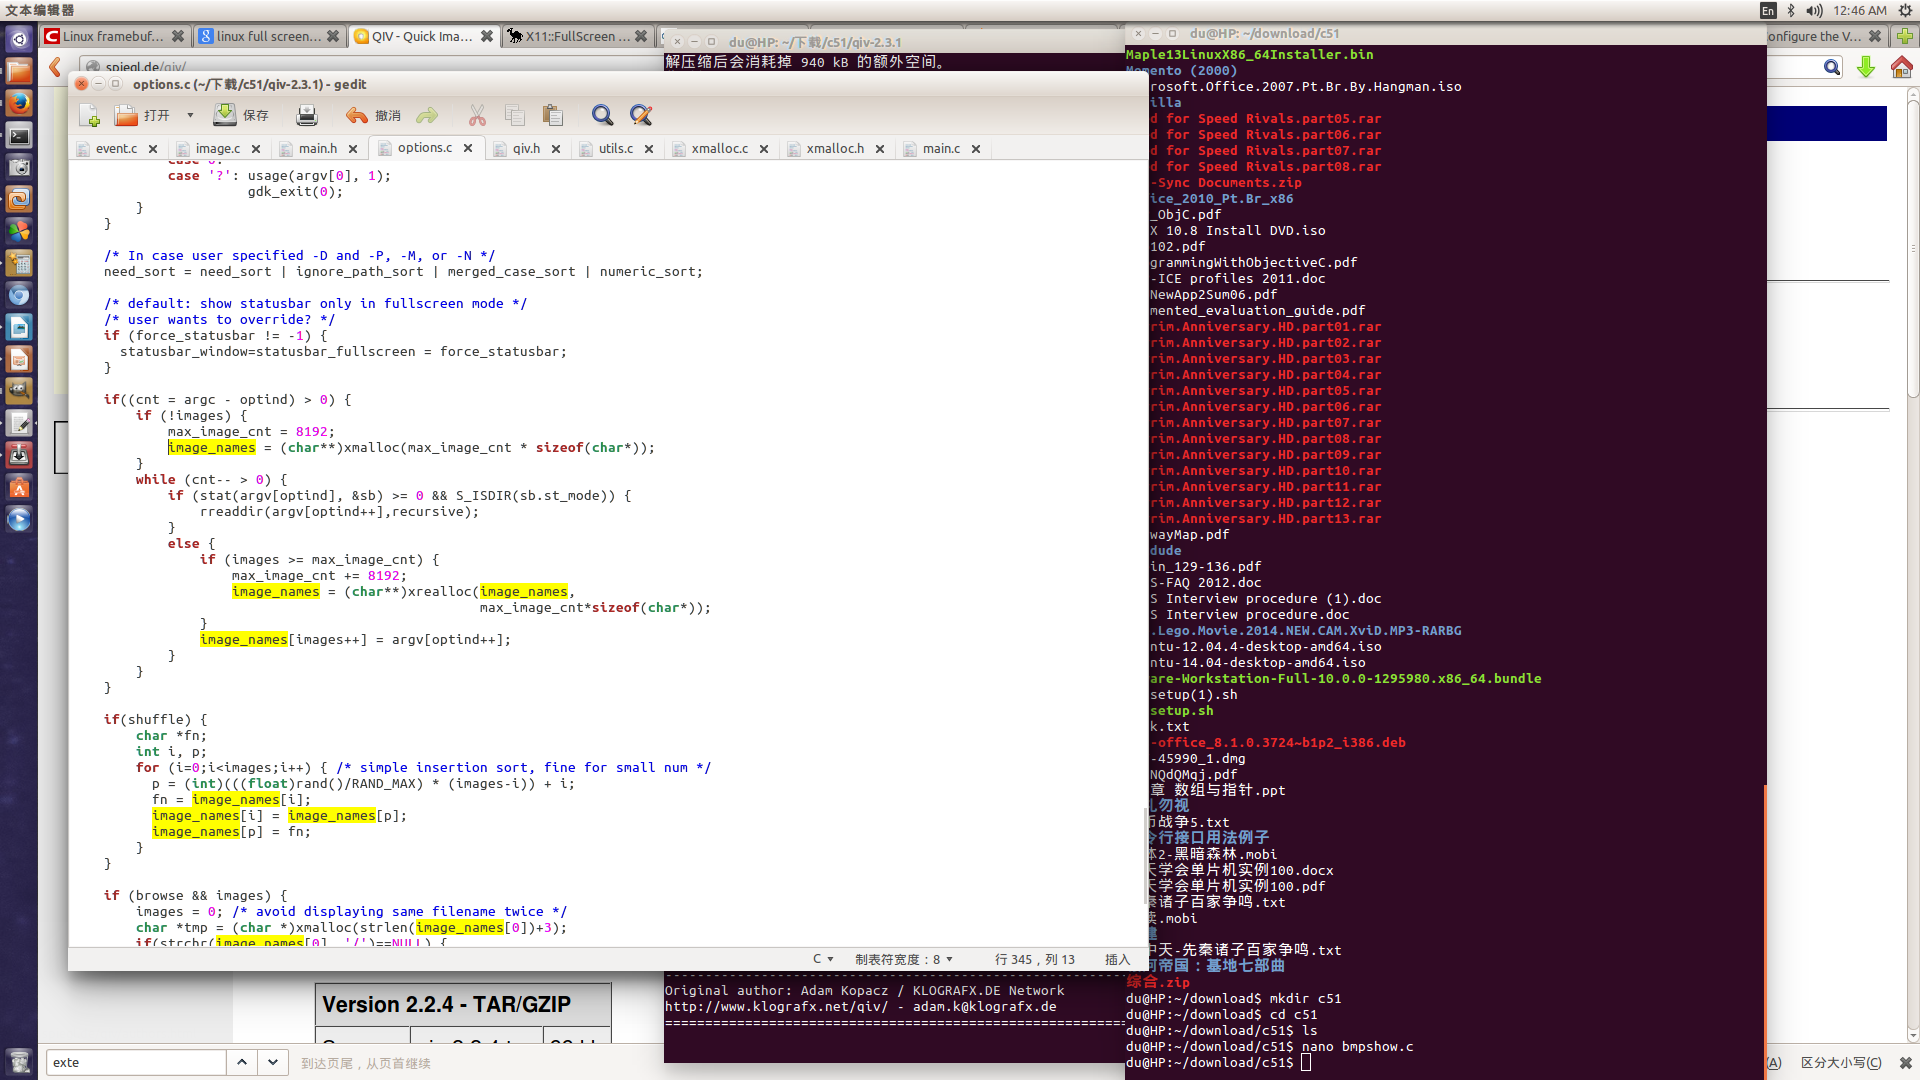 文本编辑器
En
12:46 AM
Linux framebuf...
linux full screen...
QIV - Quick Ima...
X11::FullScreen ...
onfigure the V...
spiegl.de/qiv/
du@HP: ~/下载/c51/qiv-2.3.1
解压缩后会消耗掉 940 kB 的额外空间。
options.c (~/下载/c51/qiv-2.3.1) - gedit
打开
保存
撤消
event.c
image.c
main.h
options.c
qiv.h
utils.c
xmalloc.c
xmalloc.h
main.c
case 0:
case '?': usage(argv[0], 1);
gdk_exit(0);
}
}
/* In case user specified -D and -P, -M, or -N */
need_sort = need_sort | ignore_path_sort | merged_case_sort | numeric_sort;
/* default: show statusbar only in fullscreen mode */
/* user wants to override? */
if (force_statusbar != -1) {
statusbar_window=statusbar_fullscreen = force_statusbar;
}
if((cnt = argc - optind) > 0) {
if (!images) {
max_image_cnt = 8192;
image_names = (char**)xmalloc(max_image_cnt * sizeof(char*));
}
while (cnt-- > 0) {
if (stat(argv[optind], &sb) >= 0 && S_ISDIR(sb.st_mode)) {
rreaddir(argv[optind++],recursive);
}
else {
if (images >= max_image_cnt) {
max_image_cnt += 8192;
image_names = (char**)xrealloc(image_names,
max_image_cnt*sizeof(char*));
}
image_names[images++] = argv[optind++];
}
}
}
if(shuffle) {
char *fn;
int i, p;
for (i=0;i<images;i++) { /* simple insertion sort, fine for small num */
p = (int)(((float)rand()/RAND_MAX) * (images-i)) + i;
fn = image_names[i];
image_names[i] = image_names[p];
image_names[p] = fn;
}
}
if (browse && images) {
images = 0; /* avoid displaying same filename twice */
char *tmp = (char *)xmalloc(strlen(image_names[0])+3);
if(strchr(image_names[0], '/')==NULL) {
C
制表符宽度：8
行 345，列 13
插入
Version 2.2.4 - TAR/GZIP
Original author: Adam Kopacz / KLOGRAFX.DE Network
http://www.klografx.net/qiv/ - adam.k@klografx.de
exte
到达页尾，从页首继续
区分大小写(C)
du@HP: ~/download/c51
Maple13LinuxX86_64Installer.bin
Memento (2000)
rosoft.Office.2007.Pt.Br.By.Hangman.iso
illa
d for Speed Rivals.part05.rar
d for Speed Rivals.part06.rar
d for Speed Rivals.part07.rar
d for Speed Rivals.part08.rar
-Sync Documents.zip
ice_2010_Pt.Br_x86
_ObjC.pdf
X 10.8 Install DVD.iso
102.pdf
grammingWithObjectiveC.pdf
-ICE profiles 2011.doc
NewApp2Sum06.pdf
mented_evaluation_guide.pdf
rim.Anniversary.HD.part01.rar
rim.Anniversary.HD.part02.rar
rim.Anniversary.HD.part03.rar
rim.Anniversary.HD.part04.rar
rim.Anniversary.HD.part05.rar
rim.Anniversary.HD.part06.rar
rim.Anniversary.HD.part07.rar
rim.Anniversary.HD.part08.rar
rim.Anniversary.HD.part09.rar
rim.Anniversary.HD.part10.rar
rim.Anniversary.HD.part11.rar
rim.Anniversary.HD.part12.rar
rim.Anniversary.HD.part13.rar
wayMap.pdf
dude
in_129-136.pdf
S-FAQ 2012.doc
S Interview procedure (1).doc
S Interview procedure.doc
.Lego.Movie.2014.NEW.CAM.XviD.MP3-RARBG
ntu-12.04.4-desktop-amd64.iso
ntu-14.04-desktop-amd64.iso
are-Workstation-Full-10.0.0-1295980.x86_64.bundle
setup(1).sh
setup.sh
k.txt
-office_8.1.0.3724~b1p2_i386.deb
-45990_1.dmg
NQdQMqj.pdf
章 数组与指针.ppt
礼勿视
币战争5.txt
令行接口用法例子
体2-黑暗森林.mobi
天学会单片机实例100.docx
天学会单片机实例100.pdf
秦诸子百家争鸣.txt
读.mobi
建
中天-先秦诸子百家争鸣.txt
河帝国：基地七部曲
综合.zip
du@HP:~/download$ mkdir c51
du@HP:~/download$ cd c51
du@HP:~/download/c51$ ls
du@HP:~/download/c51$ nano bmpshow.c
du@HP:~/download/c51$